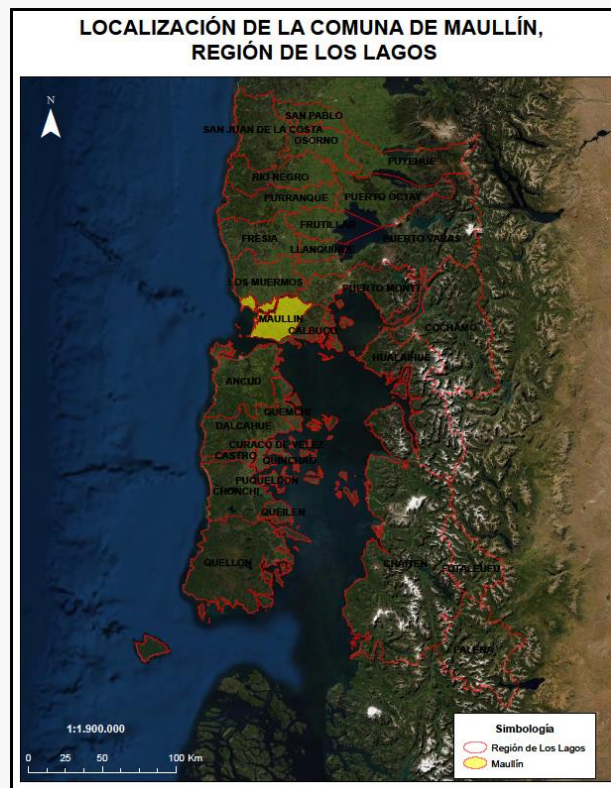 LOCALIZACIÓN DE LA COMUNA DE MAULLÍN,
REGIÓN DE LOS LAGOS
N
SAN PABLO
SAN JUAN DE LA COSTA
OSORNO
PUYEHUE
RIO NEGRO
PURRANQUE
PUERTO OCTAY
FRUTILLAR
FRESIA
PUERTO VARAS
LLANQUIHUE
LOS MUERMOS
PUERTO MONTT
MAULLIN
CALBUCO
COCHAMO
HUALAIHUE
ANCUD
QUEMCHI
DALCAHUE
CURACO DE VELEZ
CASTRO
QUINCHAO
PUQUELDON
CHONCHI
QUEILEN
QUELLON
CHAITEN
FUTALEUFU
PALENA
1:1.900.000
0 50 100 Km
Simbología
Región de Los Lagos
Maullín